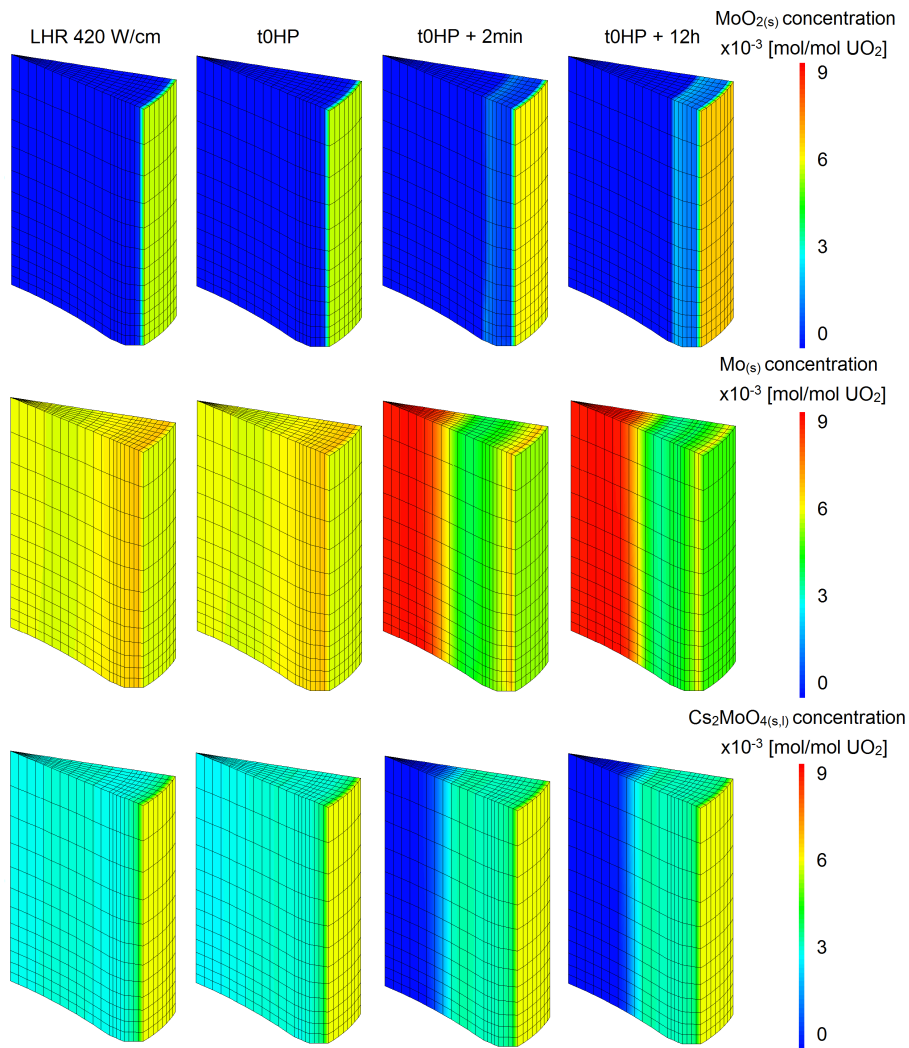 MoO₂₍ₛ₎ concentration
LHR 420 W/cm t0HP t0HP + 2min t0HP + 12h
x10⁻³ [mol/mol UO₂]
9
6
3
0
Mo₍ₛ₎ concentration
x10⁻³ [mol/mol UO₂]
9
6
3
0
Cs₂MoO₄₍ₛ,ₗ₎ concentration
x10⁻³ [mol/mol UO₂]
9
6
3
0